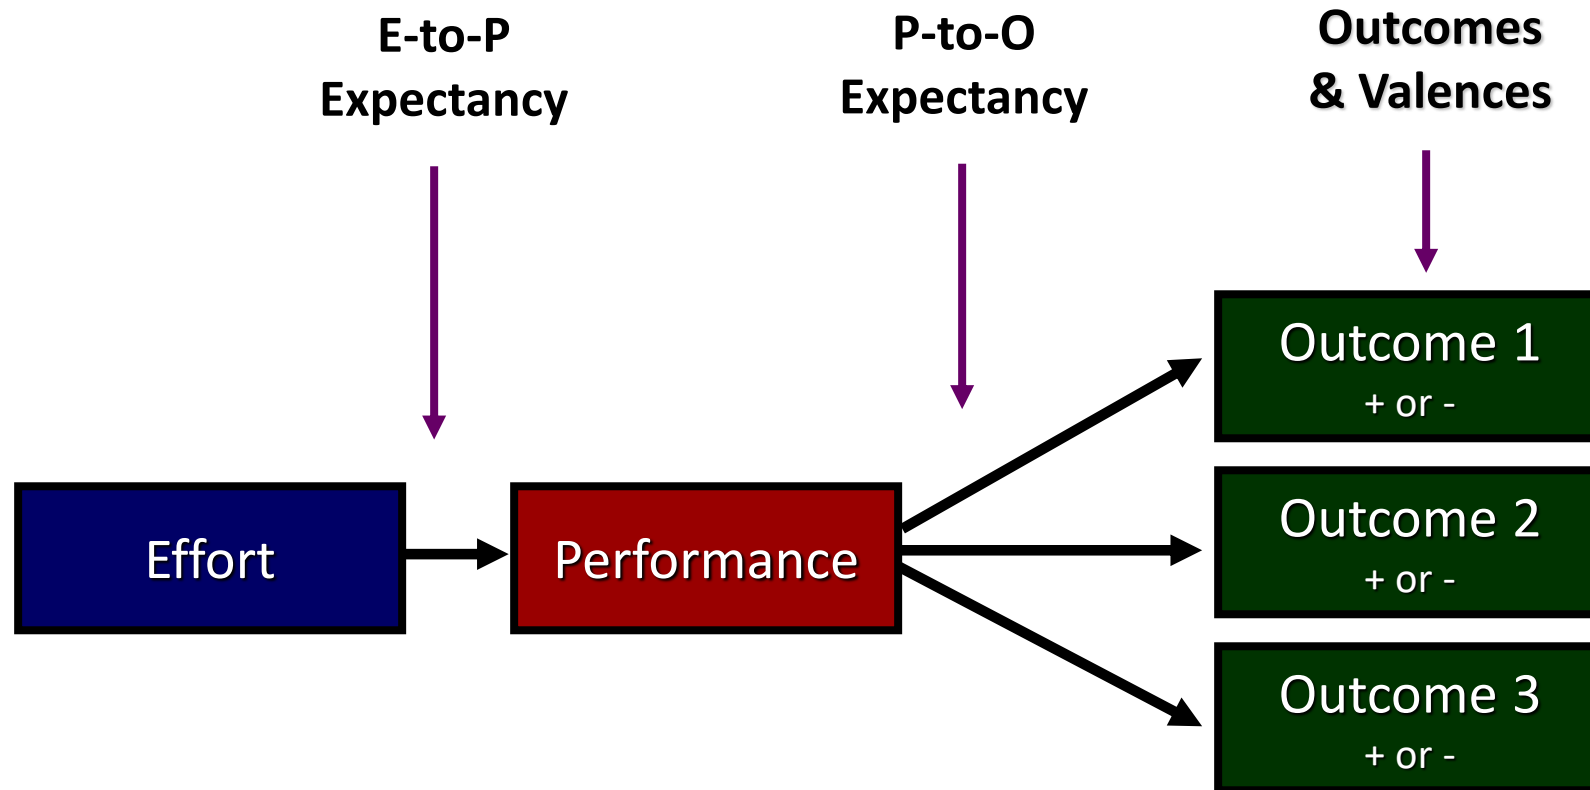 E-to-P
Expectancy
P-to-O
Expectancy
Outcomes
& Valences
Effort
Performance
Outcome 1
+ or -
Outcome 2
+ or -
Outcome 3
+ or -